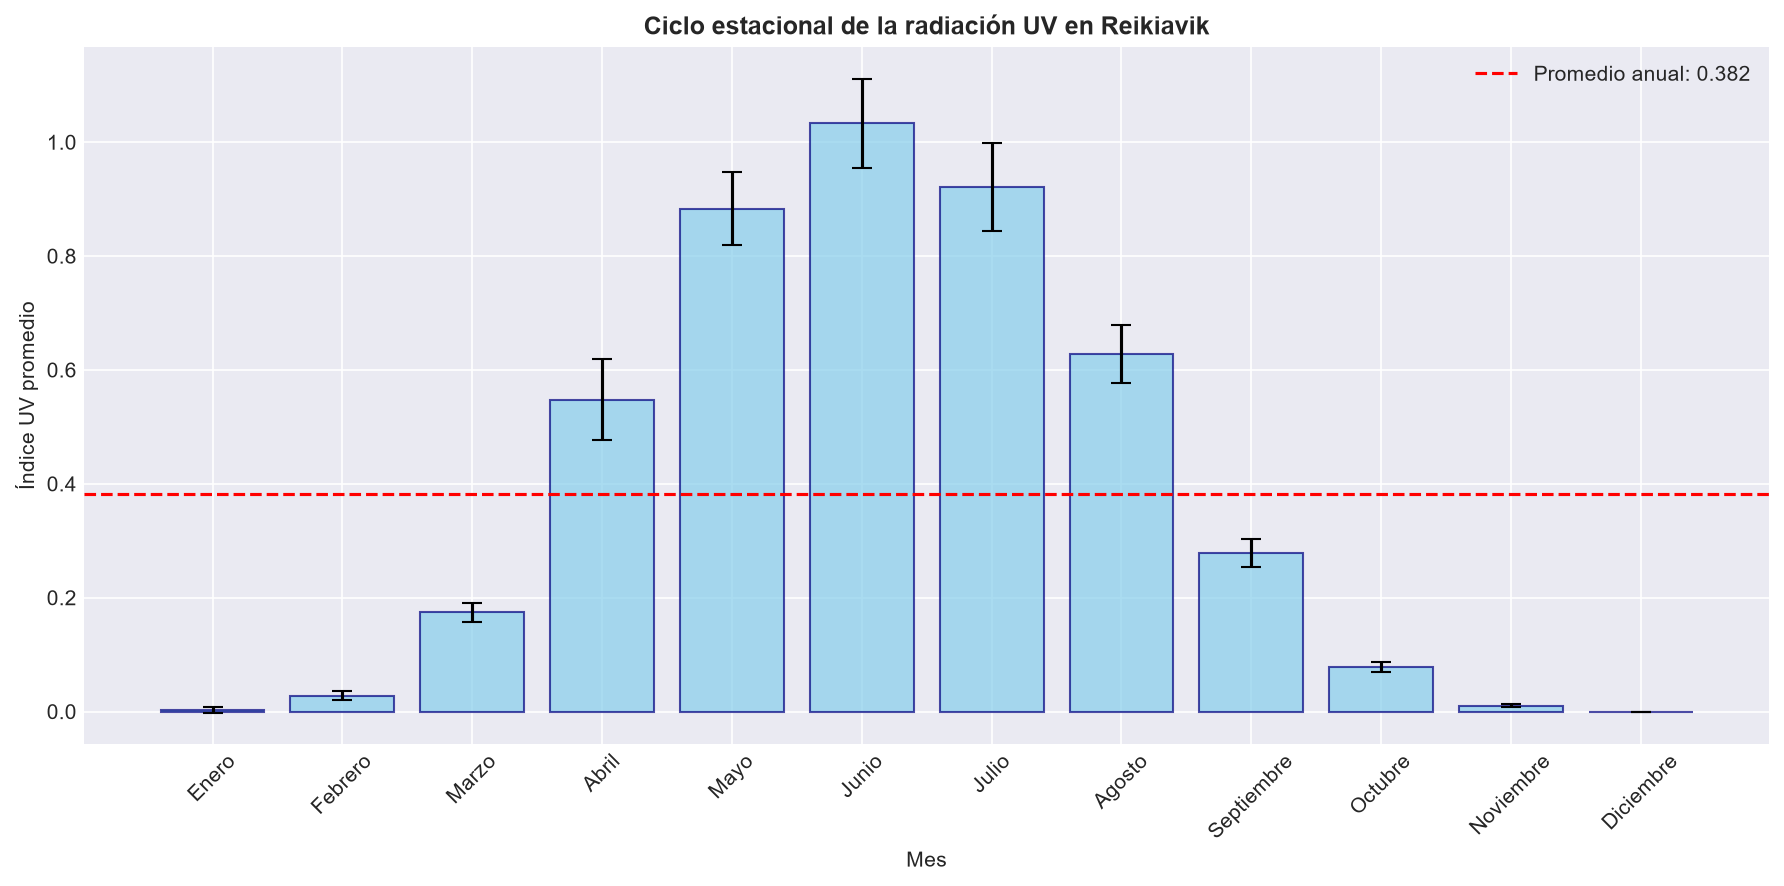 Ciclo estacional de la radiación UV en Reikiavik
Promedio anual: 0.382
Índice UV promedio
1.0
0.8
0.6
0.4
0.2
0.0
Enero
Febrero
Marzo
Abril
Mayo
Junio
Julio
Agosto
Septiembre
Octubre
Noviembre
Diciembre
Mes